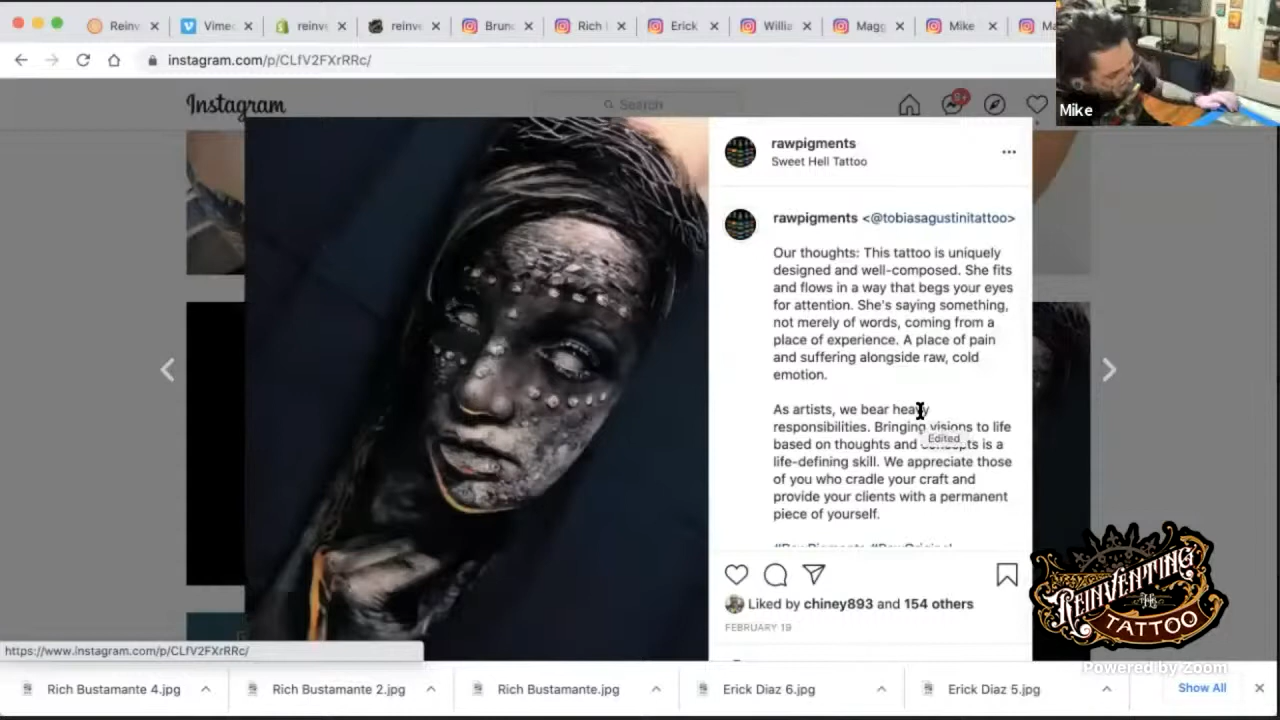 Reinv
Vime
reinv
reinv
Brun
Rich
Erick
Willia
Magg
Mike
Ma
instagram.com/p/CLfV2FXrRRc/
Mike
Instagram
Search
9+
rawpigments
Sweet Hell Tattoo
rawpigments <@tobiasagustinitattoo>
Our thoughts: This tattoo is uniquely
designed and well-composed. She fits
and flows in a way that begs your eyes
for attention. She's saying something,
not merely of words, coming from a
place of experience. A place of pain
and suffering alongside raw, cold
emotion.
As artists, we bear heavy
responsibilities. Bringing visions to life
Edited
based on thoughts and concepts is a
life-defining skill. We appreciate those
of you who cradle your craft and
provide your clients with a permanent
piece of yourself.
#RawPigments #RawOriginal
Liked by chiney893 and 154 others
FEBRUARY 19
REINVENTING
THE
TATTOO
Powered by Zoom
https://www.instagram.com/p/CLfV2FXrRRc/
Rich Bustamante 4.jpg
Rich Bustamante 2.jpg
Rich Bustamante.jpg
Erick Diaz 6.jpg
Erick Diaz 5.jpg
Show All